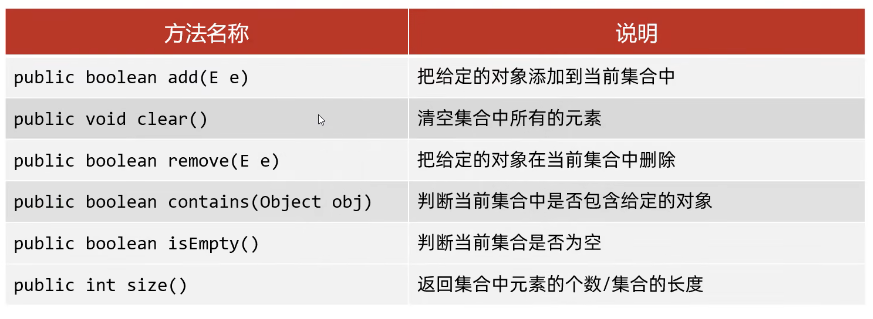 方法名称 说明
public boolean add(E e) 把给定的对象添加到当前集合中
public void clear() 清空集合中所有的元素
public boolean remove(E e) 把给定的对象在当前集合中删除
public boolean contains(Object obj) 判断当前集合中是否包含给定的对象
public boolean isEmpty() 判断当前集合是否为空
public int size() 返回集合中元素的个数/集合的长度